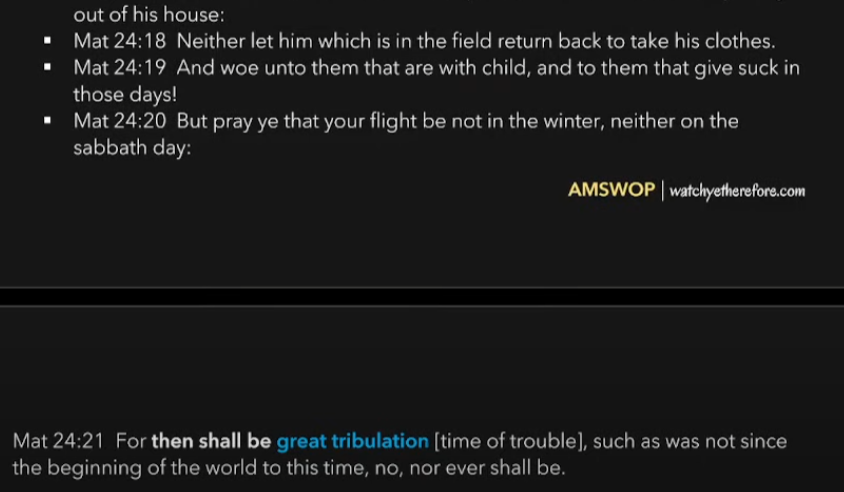 out of his house:
▪ Mat 24:18 Neither let him which is in the field return back to take his clothes.
▪ Mat 24:19 And woe unto them that are with child, and to them that give suck in
those days!
▪ Mat 24:20 But pray ye that your flight be not in the winter, neither on the
sabbath day:
AMSWOP | watchyetherefore.com
Mat 24:21 For then shall be great tribulation [time of trouble], such as was not since
the beginning of the world to this time, no, nor ever shall be.